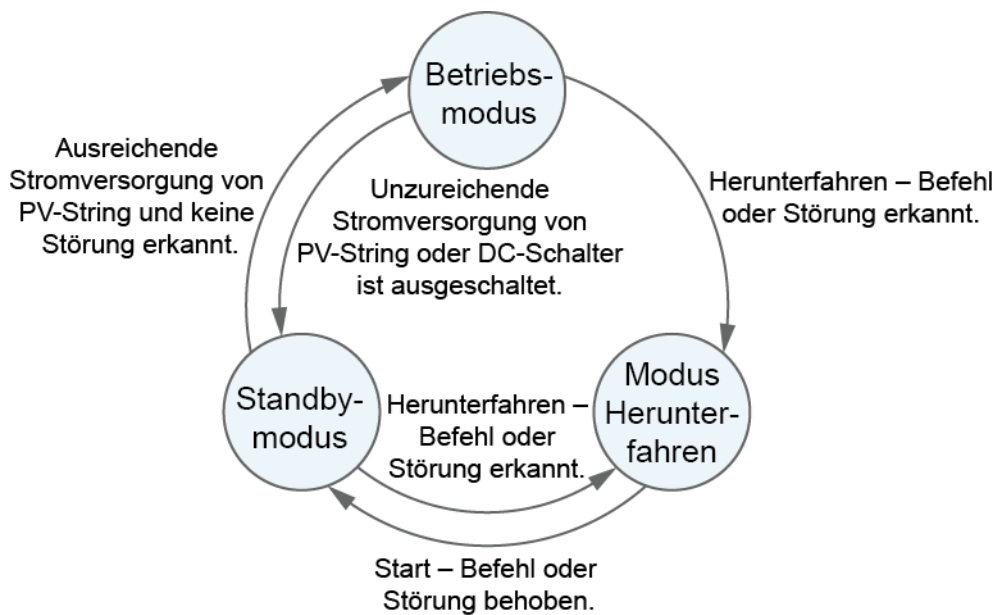 Betriebs-
modus
Ausreichende
Stromversorgung von
PV-String und keine
Störung erkannt.
Unzureichende
Stromversorgung von
PV-String oder DC-Schalter
ist ausgeschaltet.
Herunterfahren – Befehl
oder Störung erkannt.
Standby-
modus
Herunterfahren –
Befehl oder
Störung erkannt.
Modus
Herunter-
fahren
Start – Befehl oder
Störung behoben.